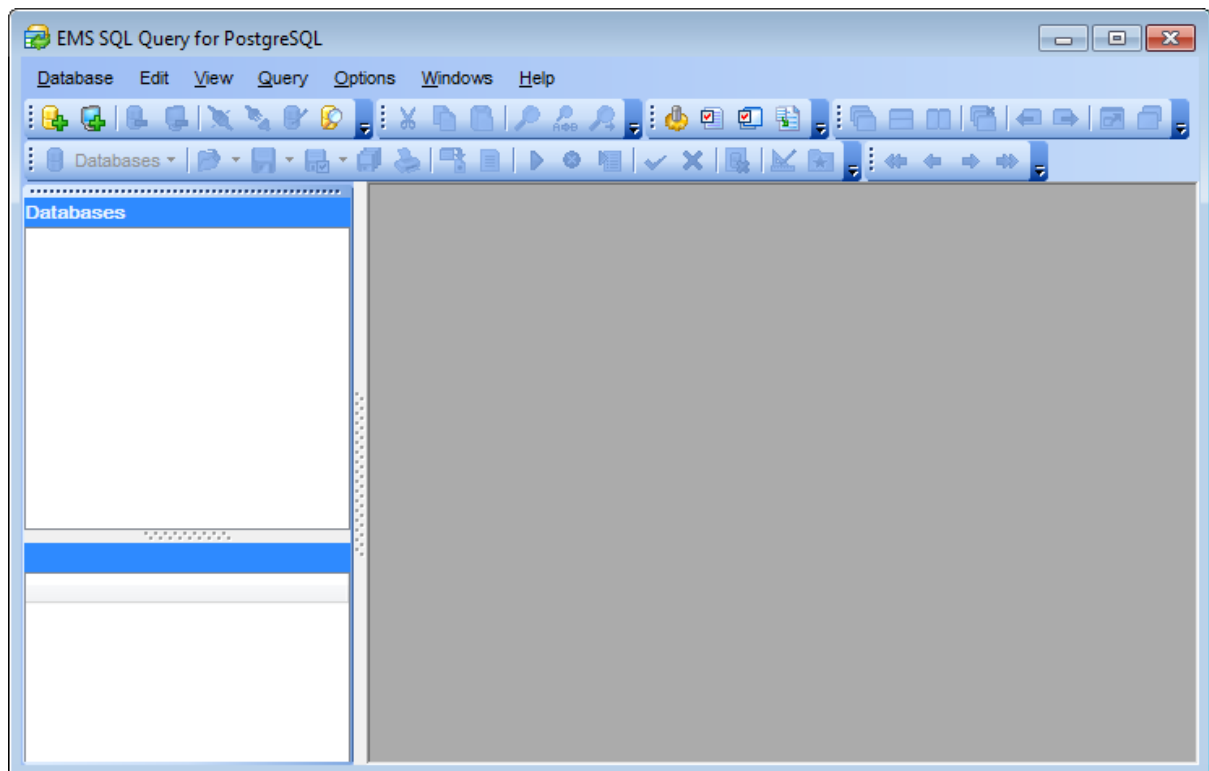 EMS SQL Query for PostgreSQL
Database Edit View Query Options Windows Help
Databases
Databases